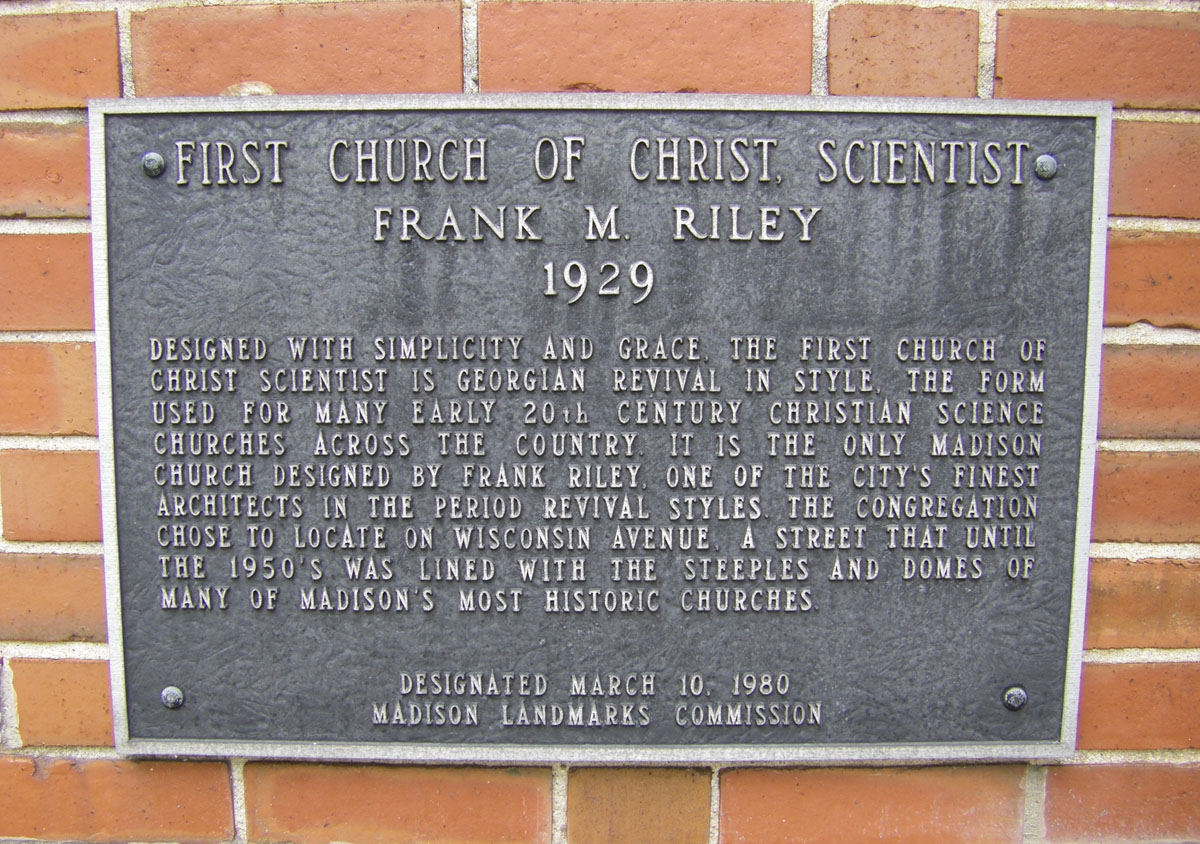 FIRST CHURCH OF CHRIST, SCIENTIST
FRANK M. RILEY
1929
DESIGNED WITH SIMPLICITY AND GRACE, THE FIRST CHURCH OF
CHRIST SCIENTIST IS GEORGIAN REVIVAL IN STYLE, THE FORM
USED FOR MANY EARLY 20th CENTURY CHRISTIAN SCIENCE
CHURCHES ACROSS THE COUNTRY. IT IS THE ONLY MADISON
CHURCH DESIGNED BY FRANK RILEY, ONE OF THE CITY'S FINEST
ARCHITECTS IN THE PERIOD REVIVAL STYLES. THE CONGREGATION
CHOSE TO LOCATE ON WISCONSIN AVENUE, A STREET THAT UNTIL
THE 1950'S WAS LINED WITH THE STEEPLES AND DOMES OF
MANY OF MADISON'S MOST HISTORIC CHURCHES.
DESIGNATED MARCH 10, 1980
MADISON LANDMARKS COMMISSION